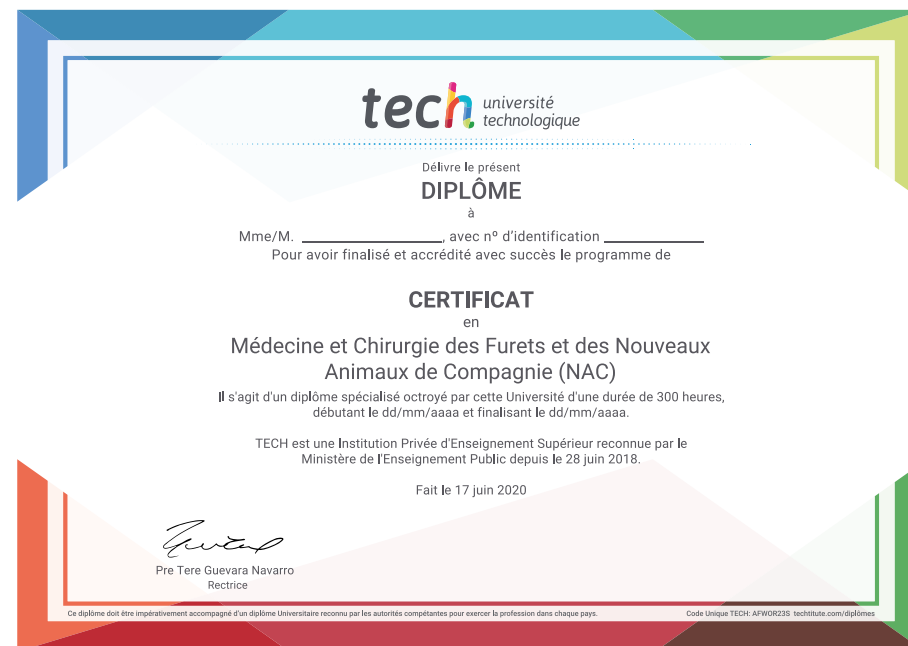 tech université
technologique
Délivre le présent
DIPLÔME
à
Mme/M. ____________________, avec nº d'identification ______________
Pour avoir finalisé et accrédité avec succès le programme de
CERTIFICAT
en
Médecine et Chirurgie des Furets et des Nouveaux
Animaux de Compagnie (NAC)
Il s'agit d'un diplôme spécialisé octroyé par cette Université d'une durée de 300 heures,
débutant le dd/mm/aaaa et finalisant le dd/mm/aaaa.
TECH est une Institution Privée d'Enseignement Supérieur reconnue par le
Ministère de l'Enseignement Public depuis le 28 juin 2018.
Fait le 17 juin 2020
Pre Tere Guevara Navarro
Rectrice
Ce diplôme doit être impérativement accompagné d'un diplôme Universitaire reconnu par les autorités compétantes pour exercer la profession dans chaque pays. Code Unique TECH: AFWOR23S techtitute.com/diplômes